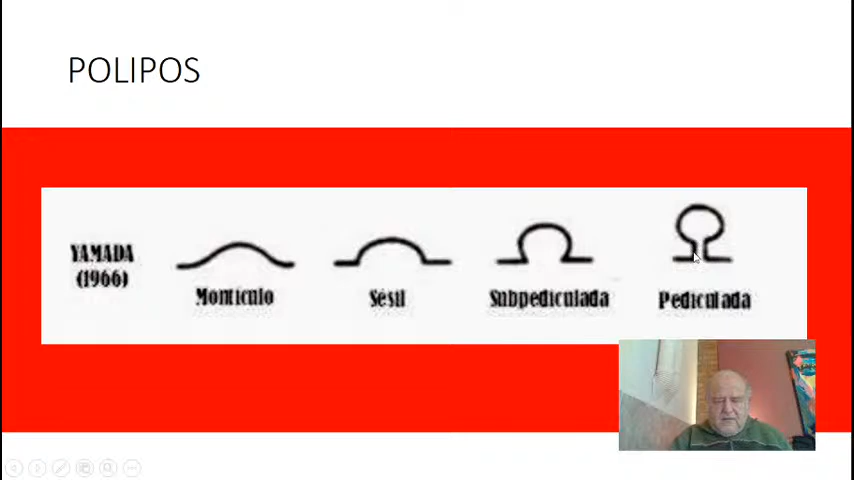 POLIPOS
YAMADA
(1966)
Montículo
Sésil
Subpediculada
Pediculada